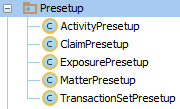 Presetup
C ActivityPresetup
C ClaimPresetup
C ExposurePresetup
C MatterPresetup
C TransactionSetPresetup